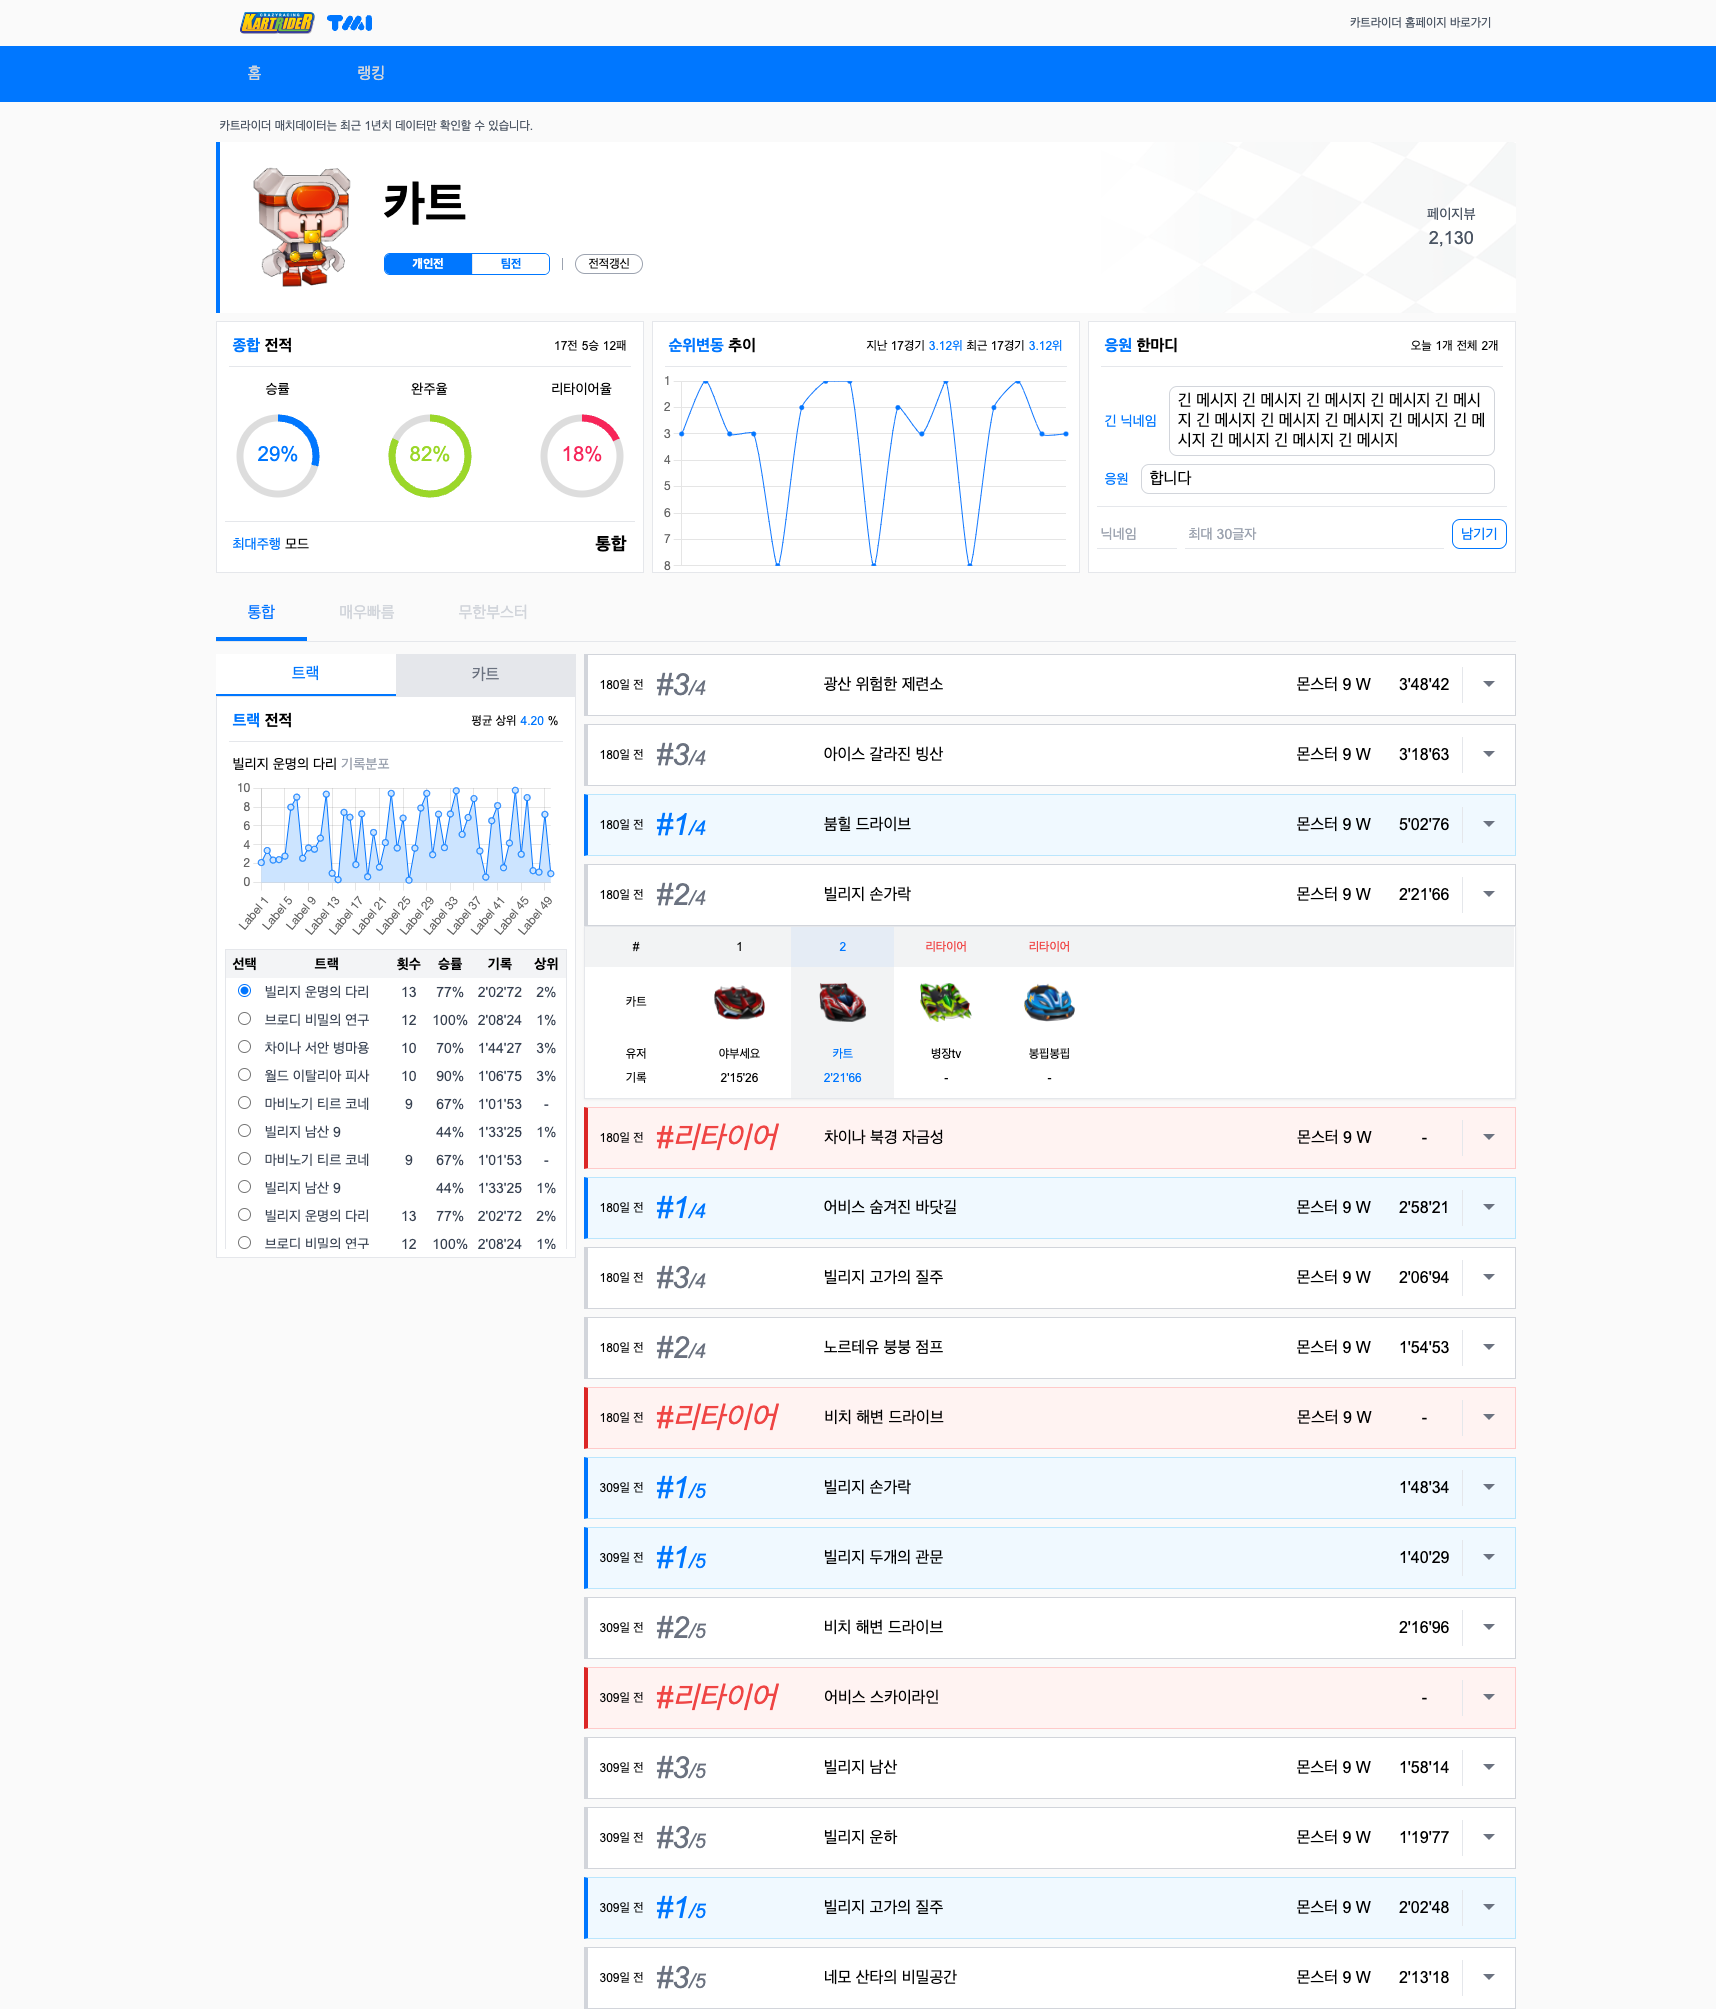 CRAZYRACING
KARTRIDER TMI
카트라이더 홈페이지 바로가기
홈 랭킹
카트라이더 매치데이터는 최근 1년치 데이터만 확인할 수 있습니다.
카트
개인전 팀전 | 전적갱신
페이지뷰
2,130
종합 전적 17전 5승 12패
승률 완주율 리타이어율
29% 82% 18%
최대주행 모드 통합
순위변동 추이 지난 17경기 3.12위 최근 17경기 3.12위
1
2
3
4
5
6
7
8
응원 한마디 오늘 1개 전체 2개
긴 닉네임
긴 메시지 긴 메시지 긴 메시지 긴 메시지 긴 메시
지 긴 메시지 긴 메시지 긴 메시지 긴 메시지 긴 메
시지 긴 메시지 긴 메시지 긴 메시지
응원 합니다
닉네임 최대 30글자 남기기
통합 매우빠름 무한부스터
트랙 카트
트랙 전적 평균 상위 4.20 %
빌리지 운명의 다리 기록분포
10
8
6
4
2
0
Label 1 Label 5 Label 9 Label 13 Label 17 Label 21 Label 25 Label 29 Label 33 Label 37 Label 41 Label 45 Label 49
선택 트랙 횟수 승률 기록 상위
빌리지 운명의 다리 13 77% 2'02'72 2%
브로디 비밀의 연구 12 100% 2'08'24 1%
차이나 서안 병마용 10 70% 1'44'27 3%
월드 이탈리아 피사 10 90% 1'06'75 3%
마비노기 티르 코네 9 67% 1'01'53 -
빌리지 남산 9 44% 1'33'25 1%
마비노기 티르 코네 9 67% 1'01'53 -
빌리지 남산 9 44% 1'33'25 1%
빌리지 운명의 다리 13 77% 2'02'72 2%
브로디 비밀의 연구 12 100% 2'08'24 1%
180일 전 #3/4 광산 위험한 제련소 몬스터 9 W 3'48'42
180일 전 #3/4 아이스 갈라진 빙산 몬스터 9 W 3'18'63
180일 전 #1/4 붐힐 드라이브 몬스터 9 W 5'02'76
180일 전 #2/4 빌리지 손가락 몬스터 9 W 2'21'66
# 1 2 리타이어 리타이어
카트
유저 야부세요 카트 병장tv 봉핍봉핍
기록 2'15'26 2'21'66 - -
180일 전 #리타이어 차이나 북경 자금성 몬스터 9 W -
180일 전 #1/4 어비스 숨겨진 바닷길 몬스터 9 W 2'58'21
180일 전 #3/4 빌리지 고가의 질주 몬스터 9 W 2'06'94
180일 전 #2/4 노르테유 붕붕 점프 몬스터 9 W 1'54'53
180일 전 #리타이어 비치 해변 드라이브 몬스터 9 W -
309일 전 #1/5 빌리지 손가락 1'48'34
309일 전 #1/5 빌리지 두개의 관문 1'40'29
309일 전 #2/5 비치 해변 드라이브 2'16'96
309일 전 #리타이어 어비스 스카이라인 -
309일 전 #3/5 빌리지 남산 몬스터 9 W 1'58'14
309일 전 #3/5 빌리지 운하 몬스터 9 W 1'19'77
309일 전 #1/5 빌리지 고가의 질주 몬스터 9 W 2'02'48
309일 전 #3/5 네모 산타의 비밀공간 몬스터 9 W 2'13'18